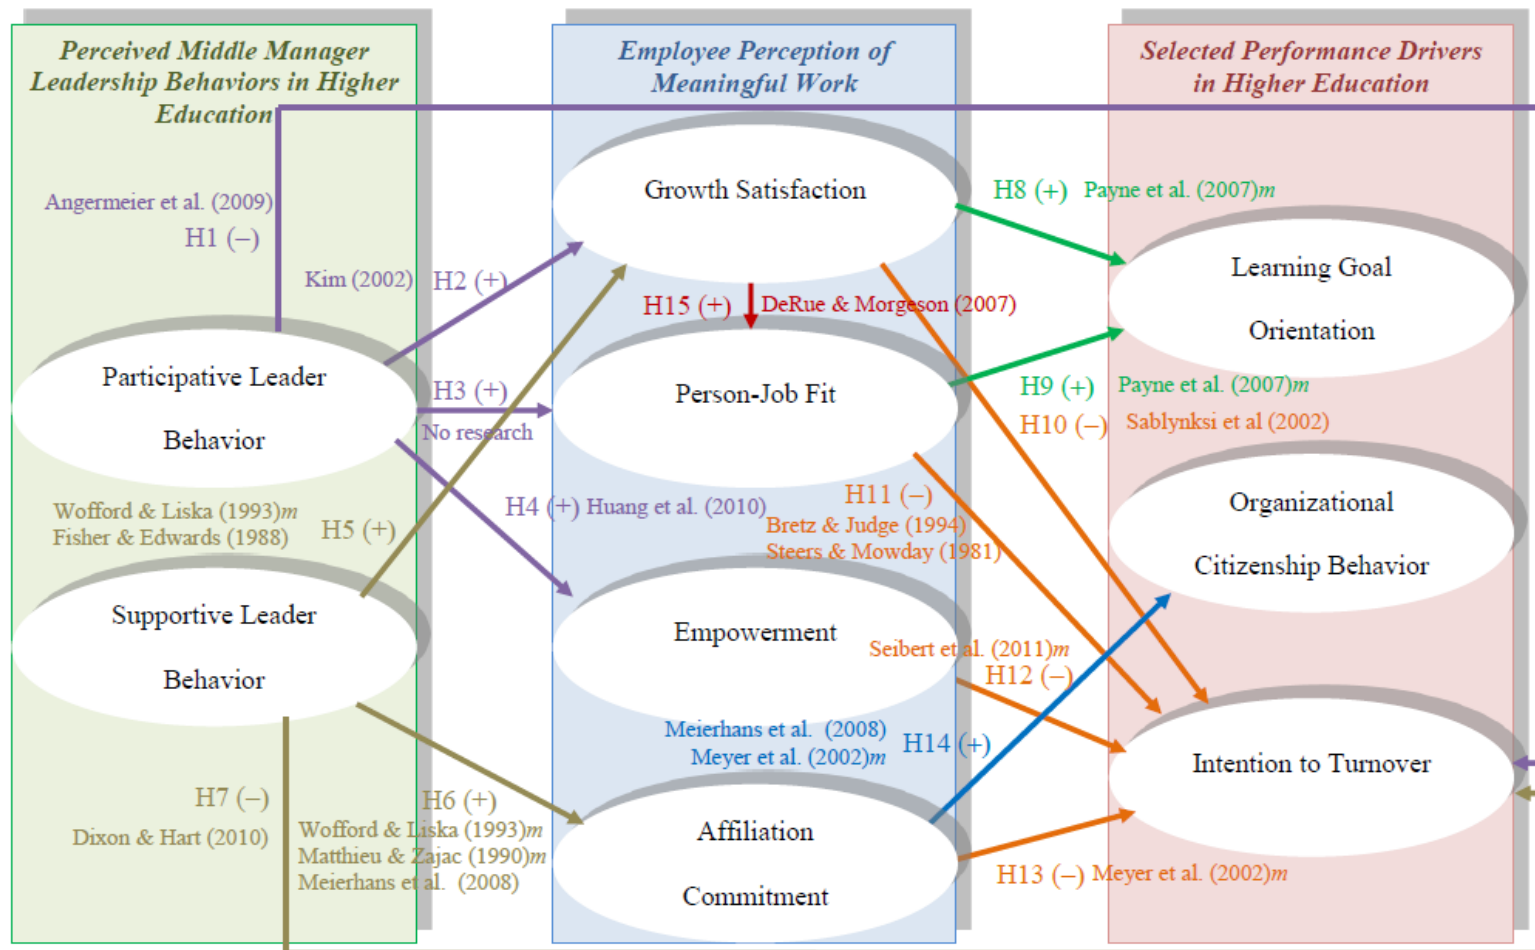 Perceived Middle Manager
Leadership Behaviors in Higher
Education
Employee Perception of
Meaningful Work
Selected Performance Drivers
in Higher Education
Angermeier et al. (2009)
H1 (–)
Kim (2002)
H2 (+)
Growth Satisfaction
H8 (+)
Payne et al. (2007)m
Learning Goal
Orientation
H15 (+)
DeRue & Morgeson (2007)
Participative Leader
Behavior
H3 (+)
No research
Person-Job Fit
H9 (+)
Payne et al. (2007)m
H10 (–)
Sablynksi et al (2002)
Wofford & Liska (1993)m
Fisher & Edwards (1988)
H5 (+)
H4 (+)
Huang et al. (2010)
H11 (–)
Bretz & Judge (1994)
Steers & Mowday (1981)
Organizational
Citizenship Behavior
Supportive Leader
Behavior
Empowerment
Seibert et al. (2011)m
H12 (–)
Meierhans et al. (2008)
Meyer et al. (2002)m
H14 (+)
Intention to Turnover
H7 (–)
Dixon & Hart (2010)
H6 (+)
Wofford & Liska (1993)m
Matthieu & Zajac (1990)m
Meierhans et al. (2008)
Affiliation
Commitment
H13 (–)
Meyer et al. (2002)m